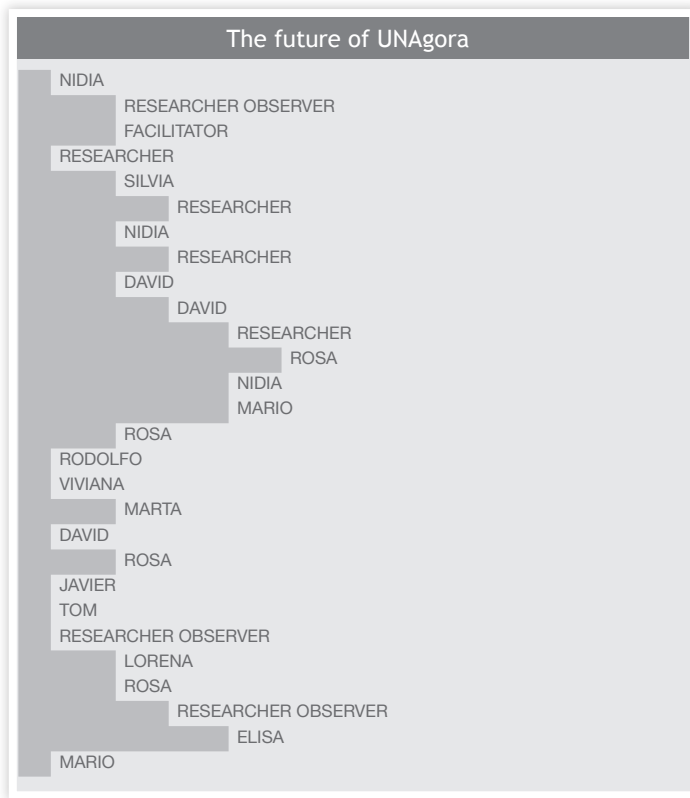 The future of UNAgora
NIDIA
RESEARCHER OBSERVER
FACILITATOR
RESEARCHER
SILVIA
RESEARCHER
NIDIA
RESEARCHER
DAVID
DAVID
RESEARCHER
ROSA
NIDIA
MARIO
ROSA
RODOLFO
VIVIANA
MARTA
DAVID
ROSA
JAVIER
TOM
RESEARCHER OBSERVER
LORENA
ROSA
RESEARCHER OBSERVER
ELISA
MARIO